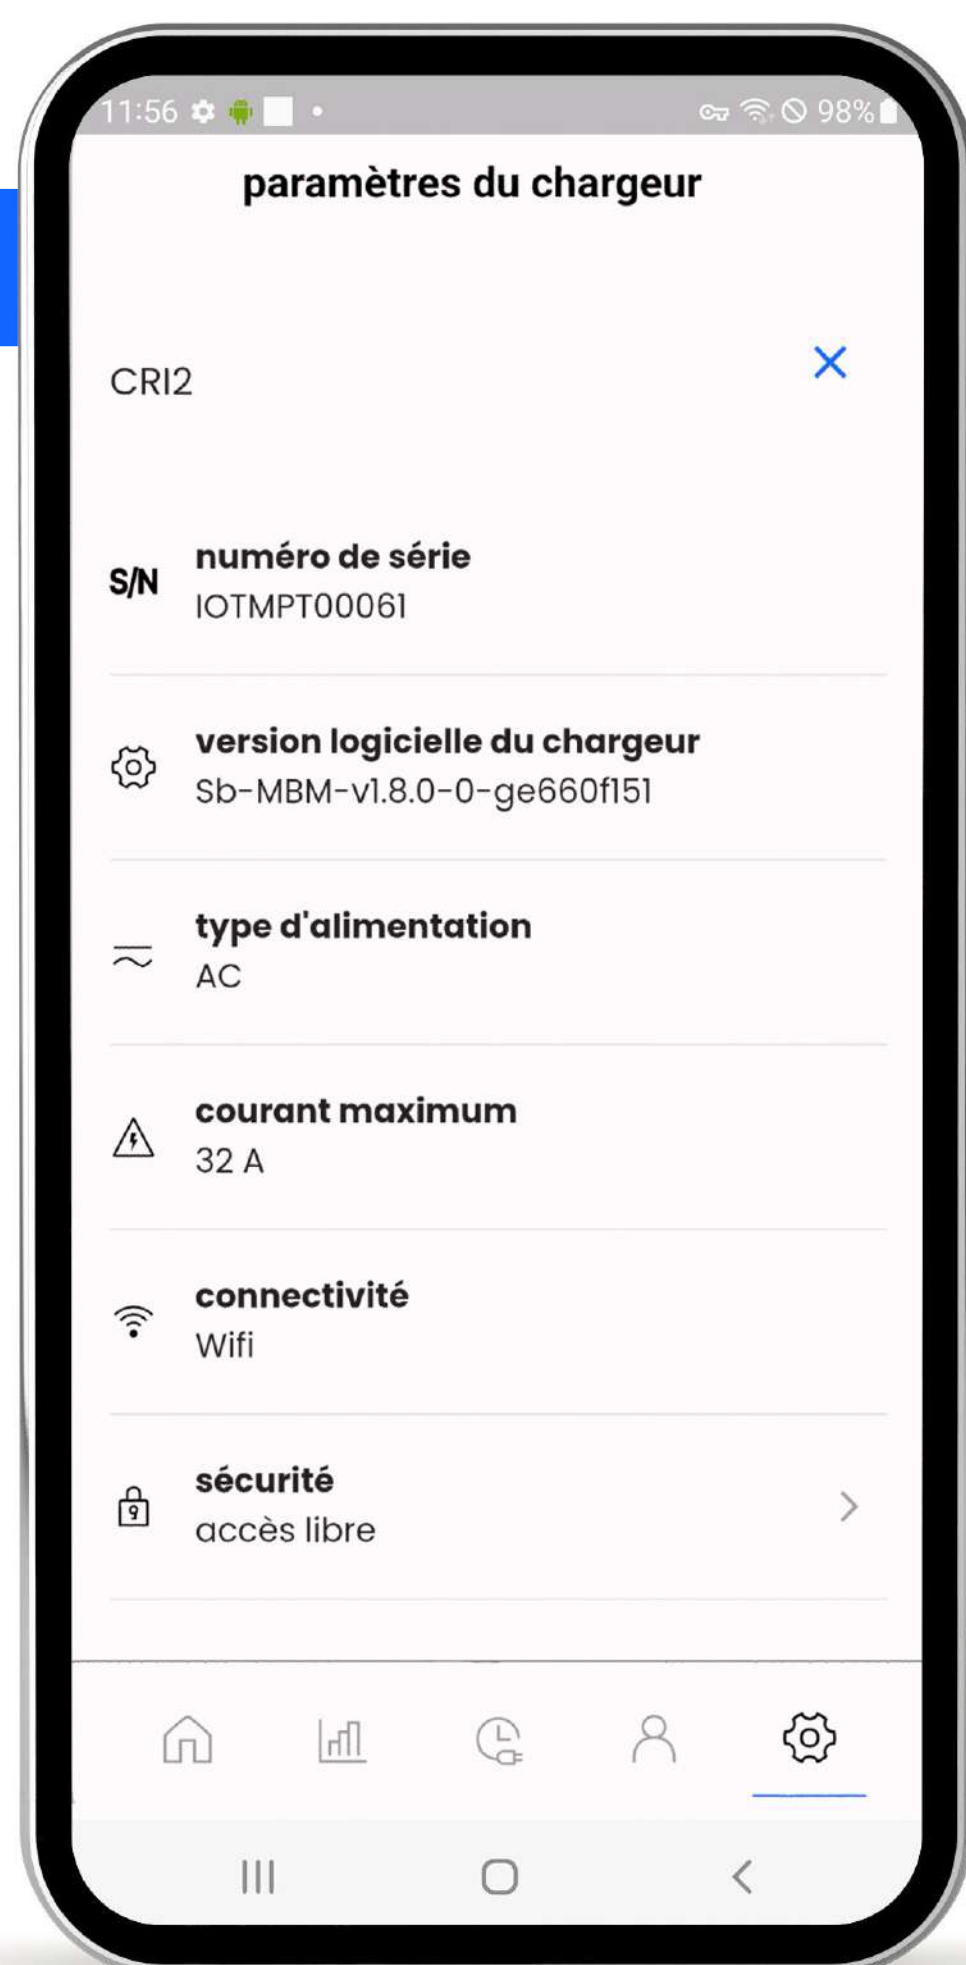 11:56
98%
paramètres du chargeur
CRI2
S/N
numéro de série
IOTMPT00061
version logicielle du chargeur
Sb-MBM-v1.8.0-0-ge660f151
type d'alimentation
AC
courant maximum
32 A
connectivité
Wifi
sécurité
accès libre